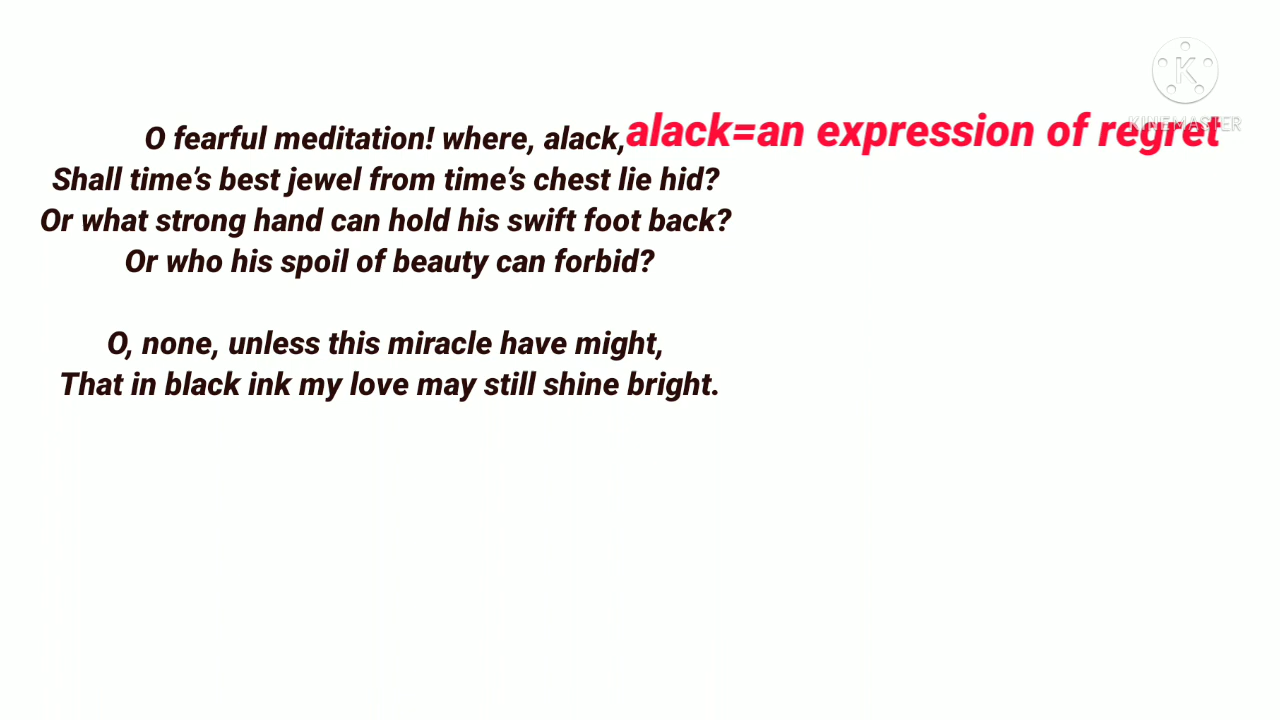 O fearful meditation! where, alack, alack=an expression of regret
KINEMASTER
Shall time’s best jewel from time’s chest lie hid?
Or what strong hand can hold his swift foot back?
Or who his spoil of beauty can forbid?
O, none, unless this miracle have might,
That in black ink my love may still shine bright.